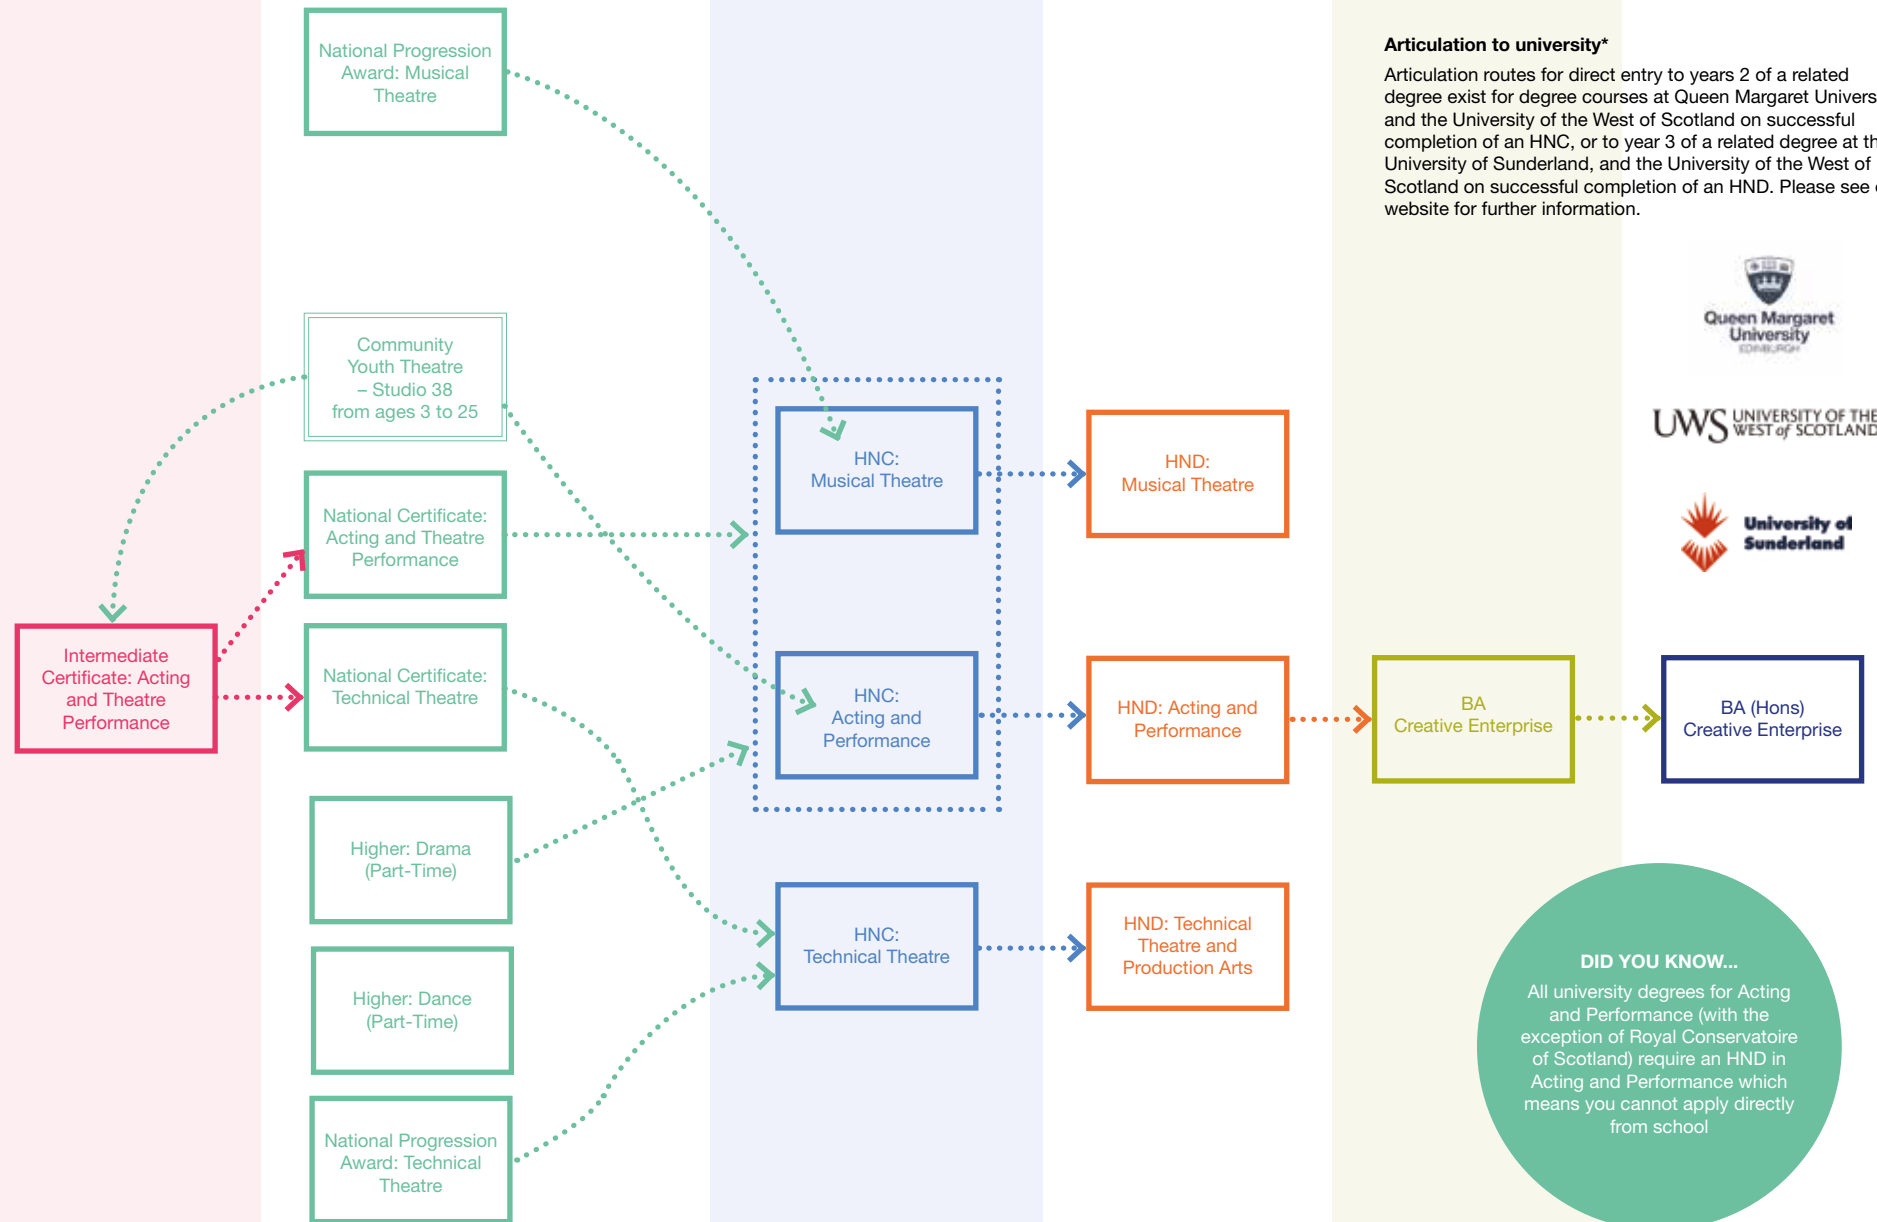 National Progression
Award: Musical
Theatre
Articulation to university*
Articulation routes for direct entry to years 2 of a related
degree exist for degree courses at Queen Margaret Univers
and the University of the West of Scotland on successful
completion of an HNC, or to year 3 of a related degree at th
University of Sunderland, and the University of the West of
Scotland on successful completion of an HND. Please see
website for further information.
Queen Margaret
University
EDINBURGH
Community
Youth Theatre
– Studio 38
from ages 3 to 25
UWS UNIVERSITY OF THE
WEST of SCOTLAND
HNC:
Musical Theatre
HND:
Musical Theatre
National Certificate:
Acting and Theatre
Performance
University of
Sunderland
Intermediate
Certificate: Acting
and Theatre
Performance
National Certificate:
Technical Theatre
HNC:
Acting and
Performance
HND: Acting and
Performance
BA
Creative Enterprise
BA (Hons)
Creative Enterprise
Higher: Drama
(Part-Time)
HNC:
Technical Theatre
HND: Technical
Theatre and
Production Arts
Higher: Dance
(Part-Time)
DID YOU KNOW...
All university degrees for Acting
and Performance (with the
exception of Royal Conservatoire
of Scotland) require an HND in
Acting and Performance which
means you cannot apply directly
from school
National Progression
Award: Technical
Theatre